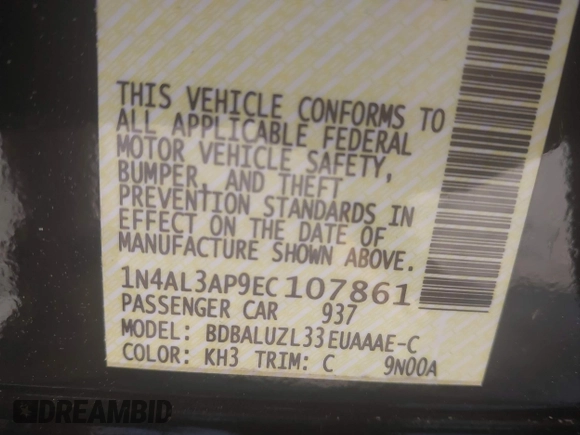 THIS VEHICLE CONFORMS TO
ALL APPLICABLE FEDERAL
MOTOR VEHICLE SAFETY,
BUMPER, AND THEFT
PREVENTION STANDARDS IN
EFFECT ON THE DATE OF
MANUFACTURE SHOWN ABOVE.
1N4AL3AP9EC107861
PASSENGER CAR 937
MODEL: BDBALUZL33EUAAAE-C
COLOR: KH3 TRIM: C 9N00A
DREAMBID